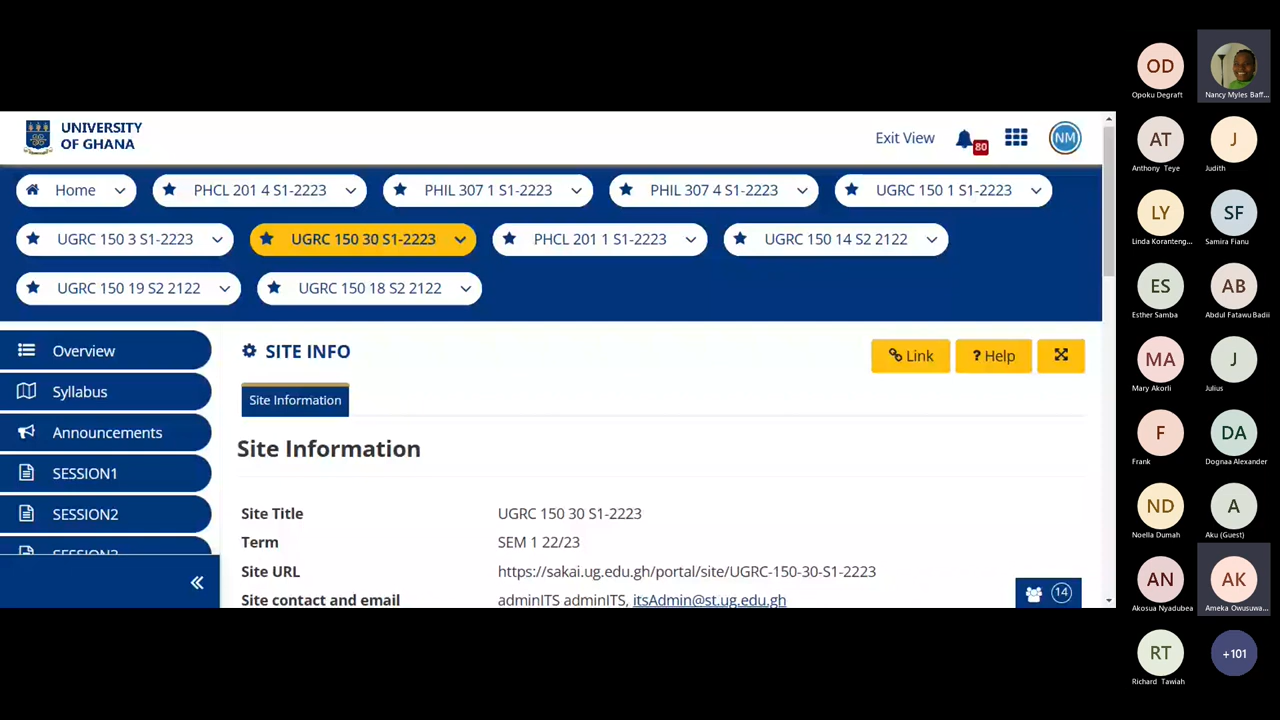 UNIVERSITY
OF GHANA
Exit View
80
NM
Home
PHCL 201 4 S1-2223
PHIL 307 1 S1-2223
PHIL 307 4 S1-2223
UGRC 150 1 S1-2223
UGRC 150 3 S1-2223
UGRC 150 30 S1-2223
PHCL 201 1 S1-2223
UGRC 150 14 S2 2122
UGRC 150 19 S2 2122
UGRC 150 18 S2 2122
Overview
Syllabus
Announcements
SESSION1
SESSION2
SITE INFO
Link
? Help
Site Information
Site Information
Site Title UGRC 150 30 S1-2223
Term SEM 1 22/23
Site URL https://sakai.ug.edu.gh/portal/site/UGRC-150-30-S1-2223
Site contact and email adminITS adminITS, itsAdmin@st.ug.edu.gh
14
OD
Opoku Degraft
Nancy Myles Baff...
AT
Anthony Teye
J
Judith
LY
Linda Koranteng...
SF
Samira Fianu
ES
Esther Samba
AB
Abdul Fatawu Badii
MA
Mary Akorli
J
Julius
F
Frank
DA
Dognaa Alexander
ND
Noella Dumah
A
Aku (Guest)
AN
Akosua Nyadubea
AK
Ameka Owusuwa...
RT
Richard Tawiah
+101